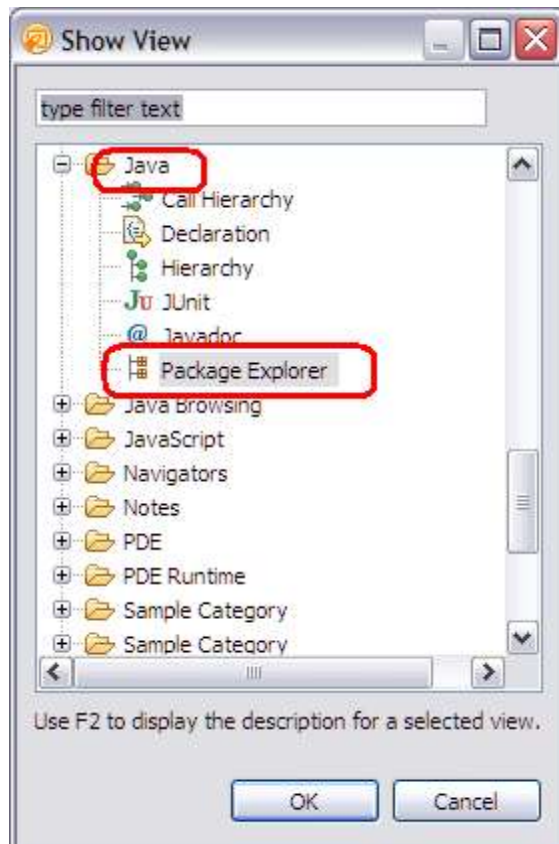 Show View
type filter text
Java
Call Hierarchy
Declaration
Hierarchy
Ju JUnit
@ Javadoc
Package Explorer
Java Browsing
JavaScript
Navigators
Notes
PDE
PDE Runtime
Sample Category
Sample Category
Use F2 to display the description for a selected view.
OK
Cancel